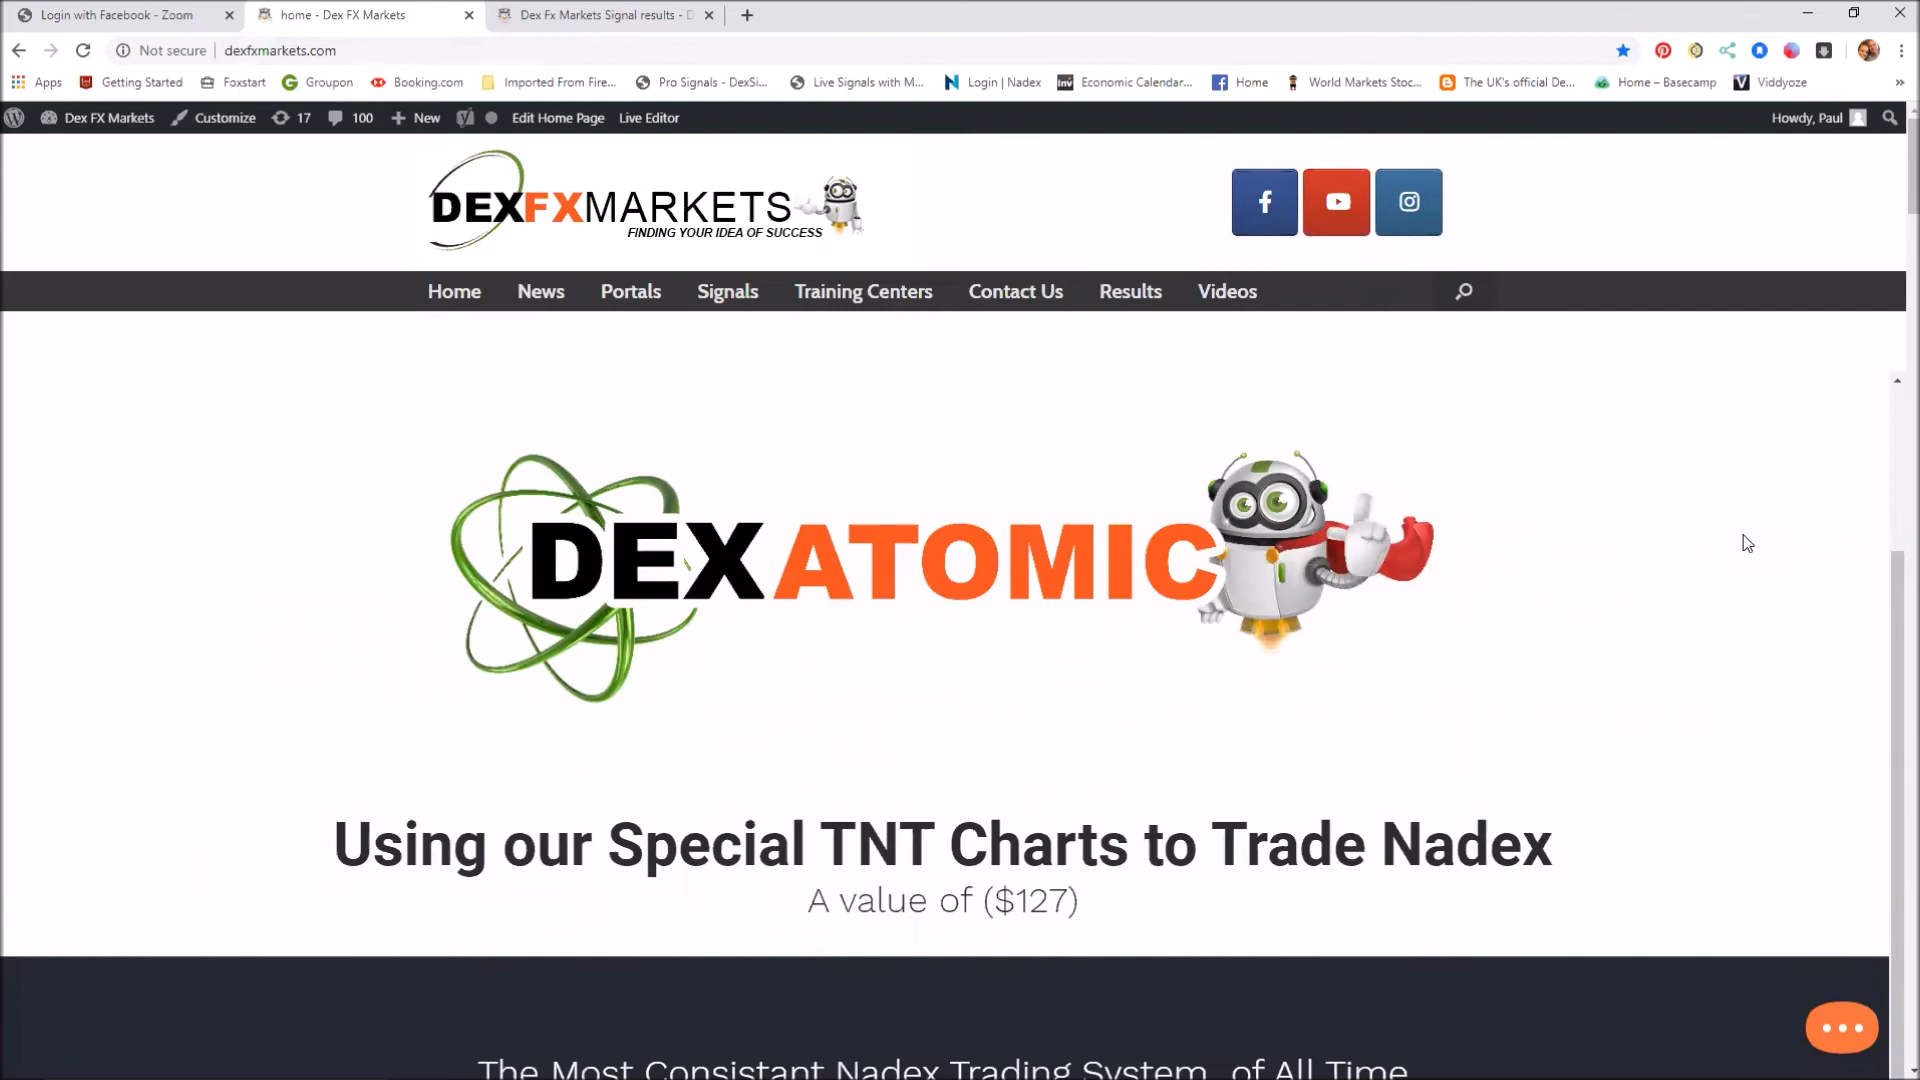 Login with Facebook - Zoom
home - Dex FX Markets
Dex Fx Markets Signal results - D
Not secure
dexfxmarkets.com
Apps
Getting Started
Foxstart
Groupon
Booking.com
Imported From Fire...
Pro Signals - DexSi...
Live Signals with M...
Login | Nadex
Economic Calendar...
Home
World Markets Stoc...
The UK's official De...
Home – Basecamp
Viddyoze
Dex FX Markets
Customize
17
100
New
Edit Home Page
Live Editor
Howdy, Paul
DEXFXMARKETS
FINDING YOUR IDEA OF SUCCESS
Home
News
Portals
Signals
Training Centers
Contact Us
Results
Videos
DEXATOMIC
Using our Special TNT Charts to Trade Nadex
A value of ($127)
The Most Consistant Nadex Trading System of All Time